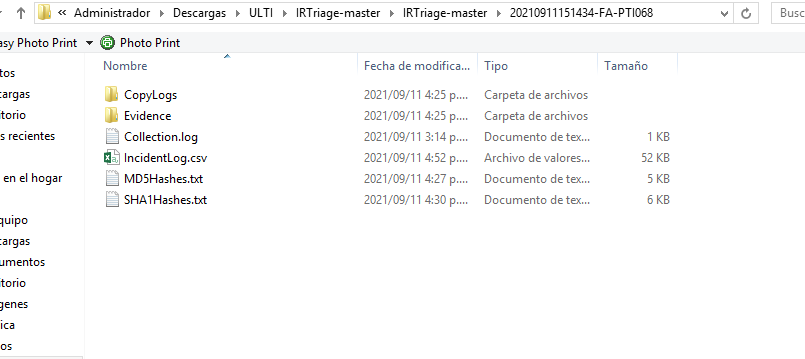 « Administrador › Descargas › ULTI › IRTriage-master › IRTriage-master › 20210911151434-FA-PTI068
Busc
asy Photo Print Photo Print
Nombre Fecha de modifica... Tipo Tamaño
CopyLogs 2021/09/11 4:25 p.... Carpeta de archivos
Evidence 2021/09/11 4:25 p.... Carpeta de archivos
Collection.log 2021/09/11 3:14 p.... Documento de tex... 1 KB
IncidentLog.csv 2021/09/11 4:52 p.... Archivo de valores... 52 KB
MD5Hashes.txt 2021/09/11 4:27 p.... Documento de tex... 5 KB
SHA1Hashes.txt 2021/09/11 4:30 p.... Documento de tex... 6 KB
tos
cargas
itorio
s recientes
en el hogar
quipo
cargas
umentos
itorio
genes
ica
os